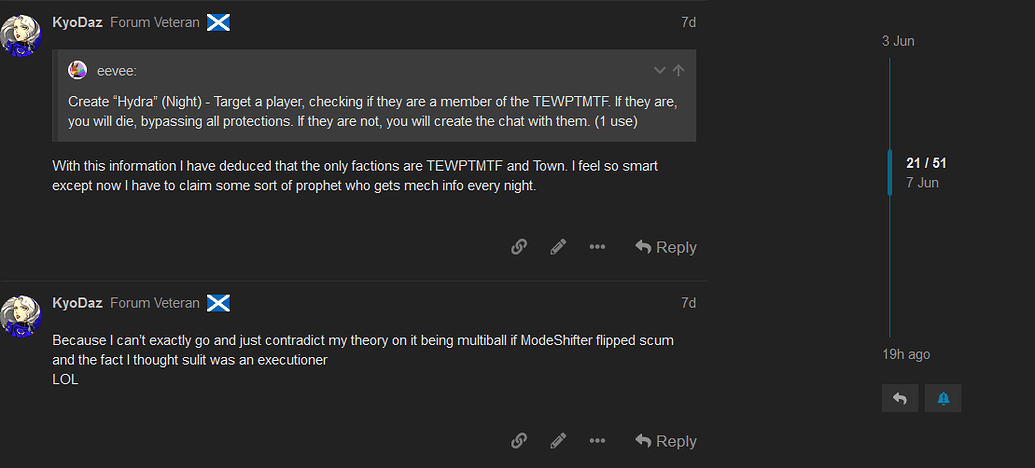 KyoDaz Forum Veteran 7d
3 Jun
eevee:
Create “Hydra” (Night) - Target a player, checking if they are a member of the TEWPTMTF. If they are,
you will die, bypassing all protections. If they are not, you will create the chat with them. (1 use)
With this information I have deduced that the only factions are TEWPTMTF and Town. I feel so smart
except now I have to claim some sort of prophet who gets mech info every night.
21 / 51
7 Jun
Reply
KyoDaz Forum Veteran 7d
Because I can't exactly go and just contradict my theory on it being multiball if ModeShifter flipped scum
and the fact I thought sulit was an executioner
LOL
19h ago
Reply